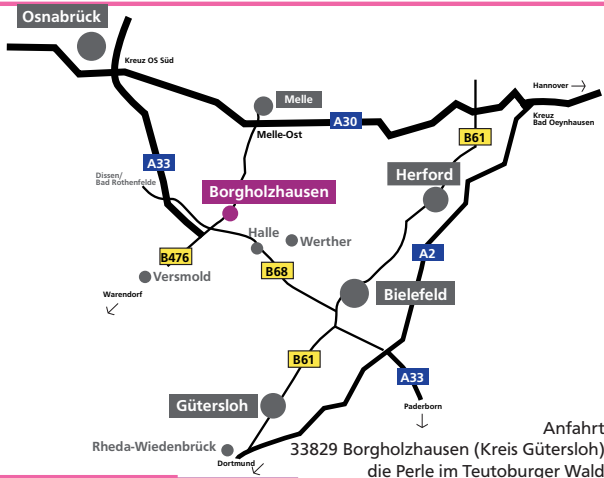 Osnabrück
Kreuz OS Süd
Hannover
Melle
Kreuz
Bad Oeynhausen
A30
Melle-Ost
B61
A33
Dissen/
Bad Rothenfelde
Herford
Borgholzhausen
Halle
Werther
B476
A2
B68
Versmold
Bielefeld
Warendorf
B61
A33
Gütersloh
Paderborn
Anfahrt
Rheda-Wiedenbrück
33829 Borgholzhausen (Kreis Gütersloh)
Dortmund
die Perle im Teutoburger Wald